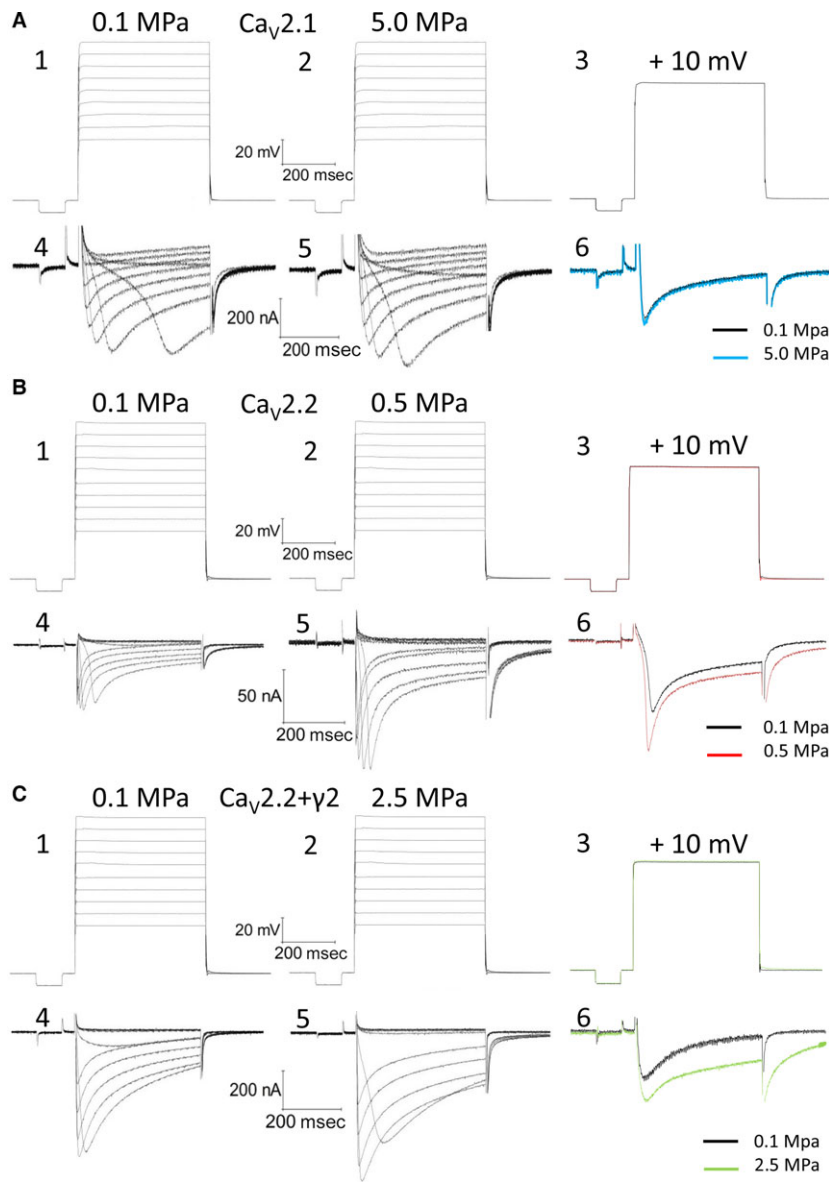 A
0.1 MPa CaV2.1 5.0 MPa
1 2 3 + 10 mV
20 mV
200 msec
4 5 6
200 nA
200 msec
0.1 Mpa
5.0 MPa
B
0.1 MPa CaV2.2 0.5 MPa
1 2 3 + 10 mV
20 mV
200 msec
4 5 6
50 nA
200 msec
0.1 Mpa
0.5 MPa
C
0.1 MPa CaV2.2+γ2 2.5 MPa
1 2 3 + 10 mV
20 mV
200 msec
4 5 6
200 nA
200 msec
0.1 Mpa
2.5 MPa